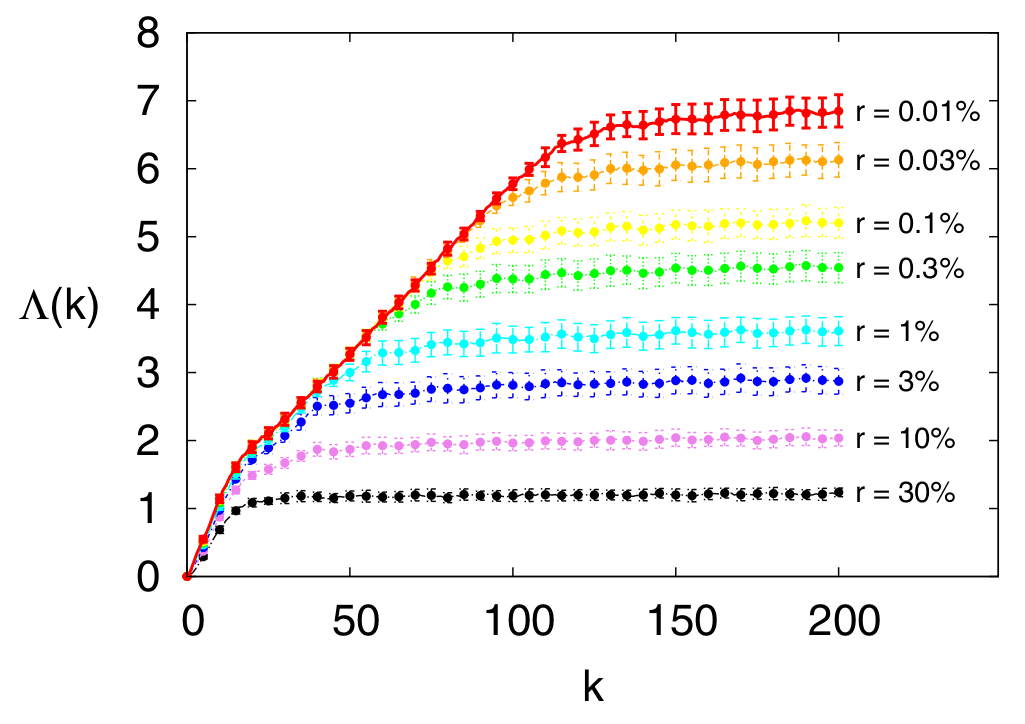 8
7
6
5
4
3
2
1
0
Λ(k)
r = 0.01%
r = 0.03%
r = 0.1%
r = 0.3%
r = 1%
r = 3%
r = 10%
r = 30%
0 50 100 150 200
k